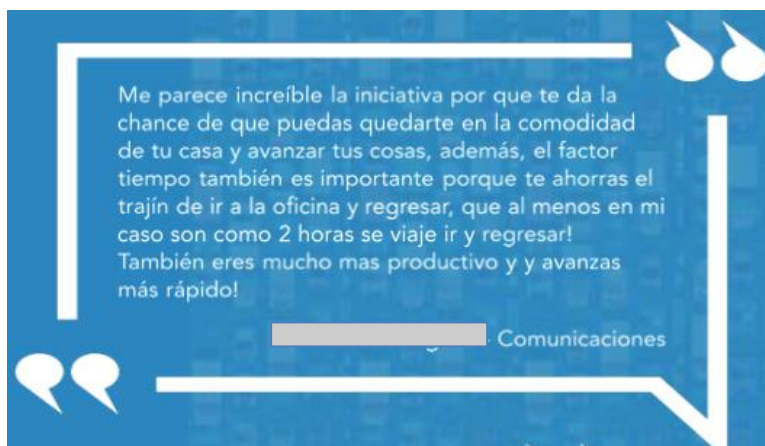 Me parece increíble la iniciativa por que te da la
chance de que puedas quedarte en la comodidad
de tu casa y avanzar tus cosas, además, el factor
tiempo también es importante porque te ahorras el
trajín de ir a la oficina y regresar, que al menos en mi
caso son como 2 horas se viaje ir y regresar!
También eres mucho mas productivo y y avanzas
más rápido!
Comunicaciones